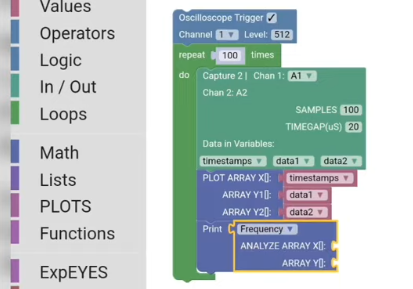 Values
Operators
Logic
In / Out
Loops
Math
Lists
PLOTS
Functions
ExpEYES
Oscilloscope Trigger
Channel 1 Level: 512
repeat 100 times
do Capture 2 | Chan 1: A1
Chan 2: A2
SAMPLES 100
TIMEGAP(uS) 20
Data in Variables:
timestamps data1 data2
PLOT ARRAY X[]: timestamps
ARRAY Y1[]: data1
ARRAY Y2[]: data2
Print Frequency
ANALYZE ARRAY X[]:
ARRAY Y[]: